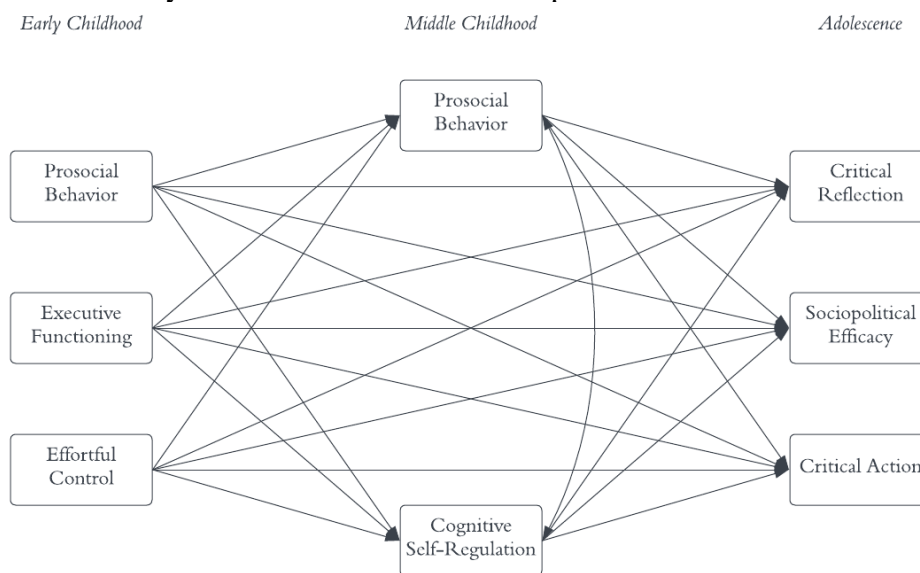 Early Childhood
Middle Childhood
Adolescence
Prosocial
Behavior
Prosocial
Behavior
Critical
Reflection
Executive
Functioning
Sociopolitical
Efficacy
Effortful
Control
Critical Action
Cognitive
Self-Regulation